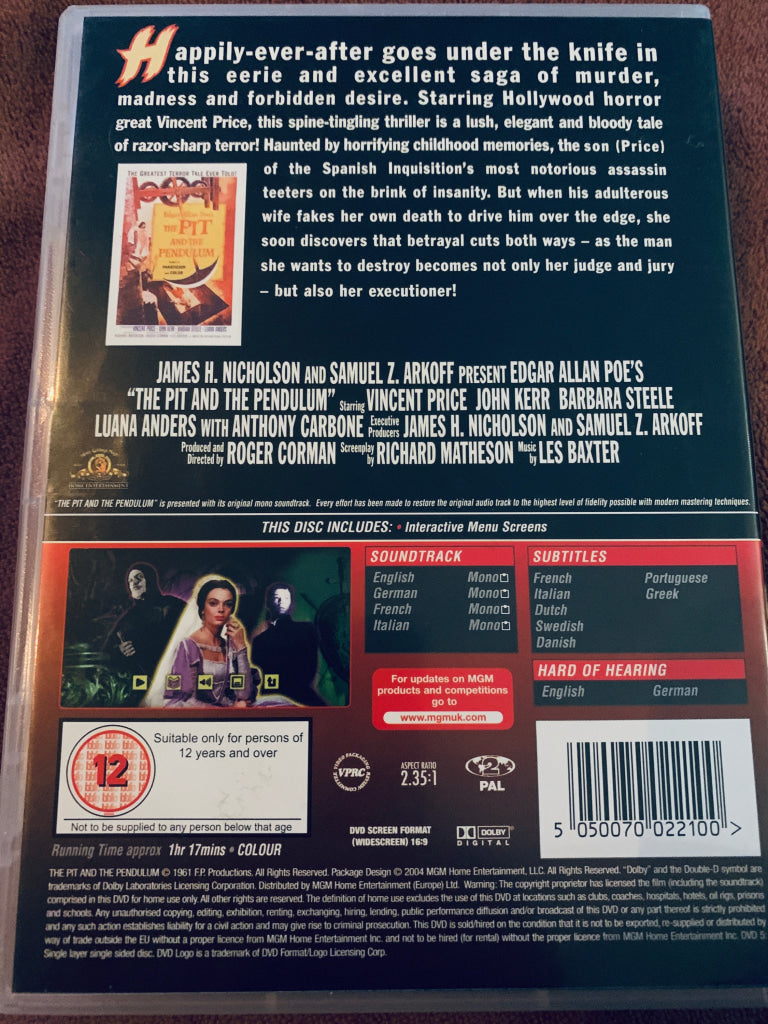 Happily-ever-after goes under the knife in
this eerie and excellent saga of murder,
madness and forbidden desire. Starring Hollywood horror
great Vincent Price, this spine-tingling thriller is a lush, elegant and bloody tale
of razor-sharp terror! Haunted by horrifying childhood memories, the son (Price)
of the Spanish Inquisition's most notorious assassin
teeters on the brink of insanity. But when his adulterous
wife fakes her own death to drive him over the edge, she
soon discovers that betrayal cuts both ways – as the man
she wants to destroy becomes not only her judge and jury
– but also her executioner!
THE GREATEST TERROR TALE EVER TOLD!
Edgar Allan Poe's
THE PIT
AND THE
PENDULUM
PANAVISION
and COLOR
VINCENT PRICE JOHN KERR BARBARA STEELE LUANA ANDERS
JAMES H. NICHOLSON AND SAMUEL Z. ARKOFF PRESENT EDGAR ALLAN POE'S
"THE PIT AND THE PENDULUM" Starring VINCENT PRICE JOHN KERR BARBARA STEELE
LUANA ANDERS WITH ANTHONY CARBONE Executive Producers JAMES H. NICHOLSON AND SAMUEL Z. ARKOFF
Produced and Directed by ROGER CORMAN Screenplay by RICHARD MATHESON Music by LES BAXTER
HOME ENTERTAINMENT
"THE PIT AND THE PENDULUM" is presented with its original mono soundtrack. Every effort has been made to restore the original audio track to the highest level of fidelity possible with modern mastering techniques.
THIS DISC INCLUDES: • Interactive Menu Screens
SOUNDTRACK
English Mono
German Mono
French Mono
Italian Mono
SUBTITLES
French Portuguese
Italian Greek
Dutch
Swedish
Danish
HARD OF HEARING
English German
For updates on MGM
products and competitions
go to
www.mgmuk.com
12
Suitable only for persons of
12 years and over
Not to be supplied to any person below that age
VIDEO PACKAGING REVIEW COMMITTEE
VPRC
ASPECT RATIO
2.35:1
2
PAL
DVD SCREEN FORMAT
(WIDESCREEN) 16:9
DOLBY
DIGITAL
5 050070 022100 >
Running Time approx 1hr 17mins • COLOUR
THE PIT AND THE PENDULUM © 1961 F.P. Productions. All Rights Reserved. Package Design © 2004 MGM Home Entertainment, LLC. All Rights Reserved. "Dolby" and the Double-D symbol are
trademarks of Dolby Laboratories Licensing Corporation. Distributed by MGM Home Entertainment (Europe) Ltd. Warning: The copyright proprietor has licensed the film (including the soundtrack)
comprised in this DVD for home use only. All other rights are reserved. The definition of home use excludes the use of this DVD at locations such as clubs, coaches, hospitals, hotels, oil rigs, prisons
and schools. Any unauthorised copying, editing, exhibition, renting, exchanging, hiring, lending, public performance diffusion and/or broadcast of this DVD or any part thereof is strictly prohibited
and any such action establishes liability for a civil action and may give rise to criminal prosecution. This DVD is sold/hired on the condition that it is not to be exported, re-supplied or distributed by
way of trade outside the EU without a proper licence from MGM Home Entertainment Inc. and not to be hired (for rental) without the proper licence from MGM Home Entertainment Inc. DVD 5:
Single layer single sided disc. DVD Logo is a trademark of DVD Format/Logo Licensing Corp.